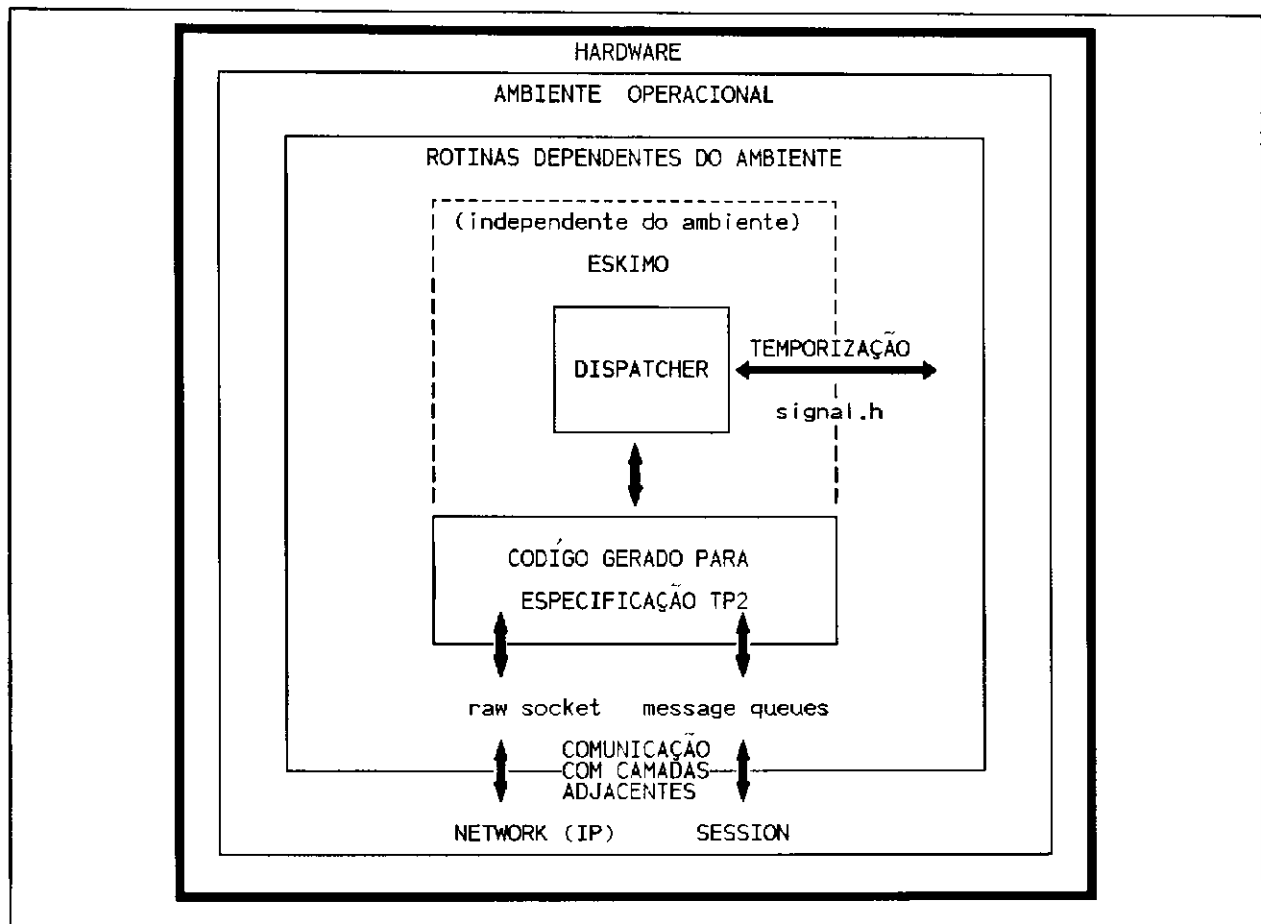 HARDWARE
AMBIENTE OPERACIONAL
ROTINAS DEPENDENTES DO AMBIENTE
(independente do ambiente)
ESKIMO
DISPATCHER
TEMPORIZAÇÃO
signal.h
CODÍGO GERADO PARA
ESPECIFICAÇÃO TP2
raw socket message queues
COMUNICAÇÃO
COM CAMADAS
ADJACENTES
NETWORK (IP) SESSION